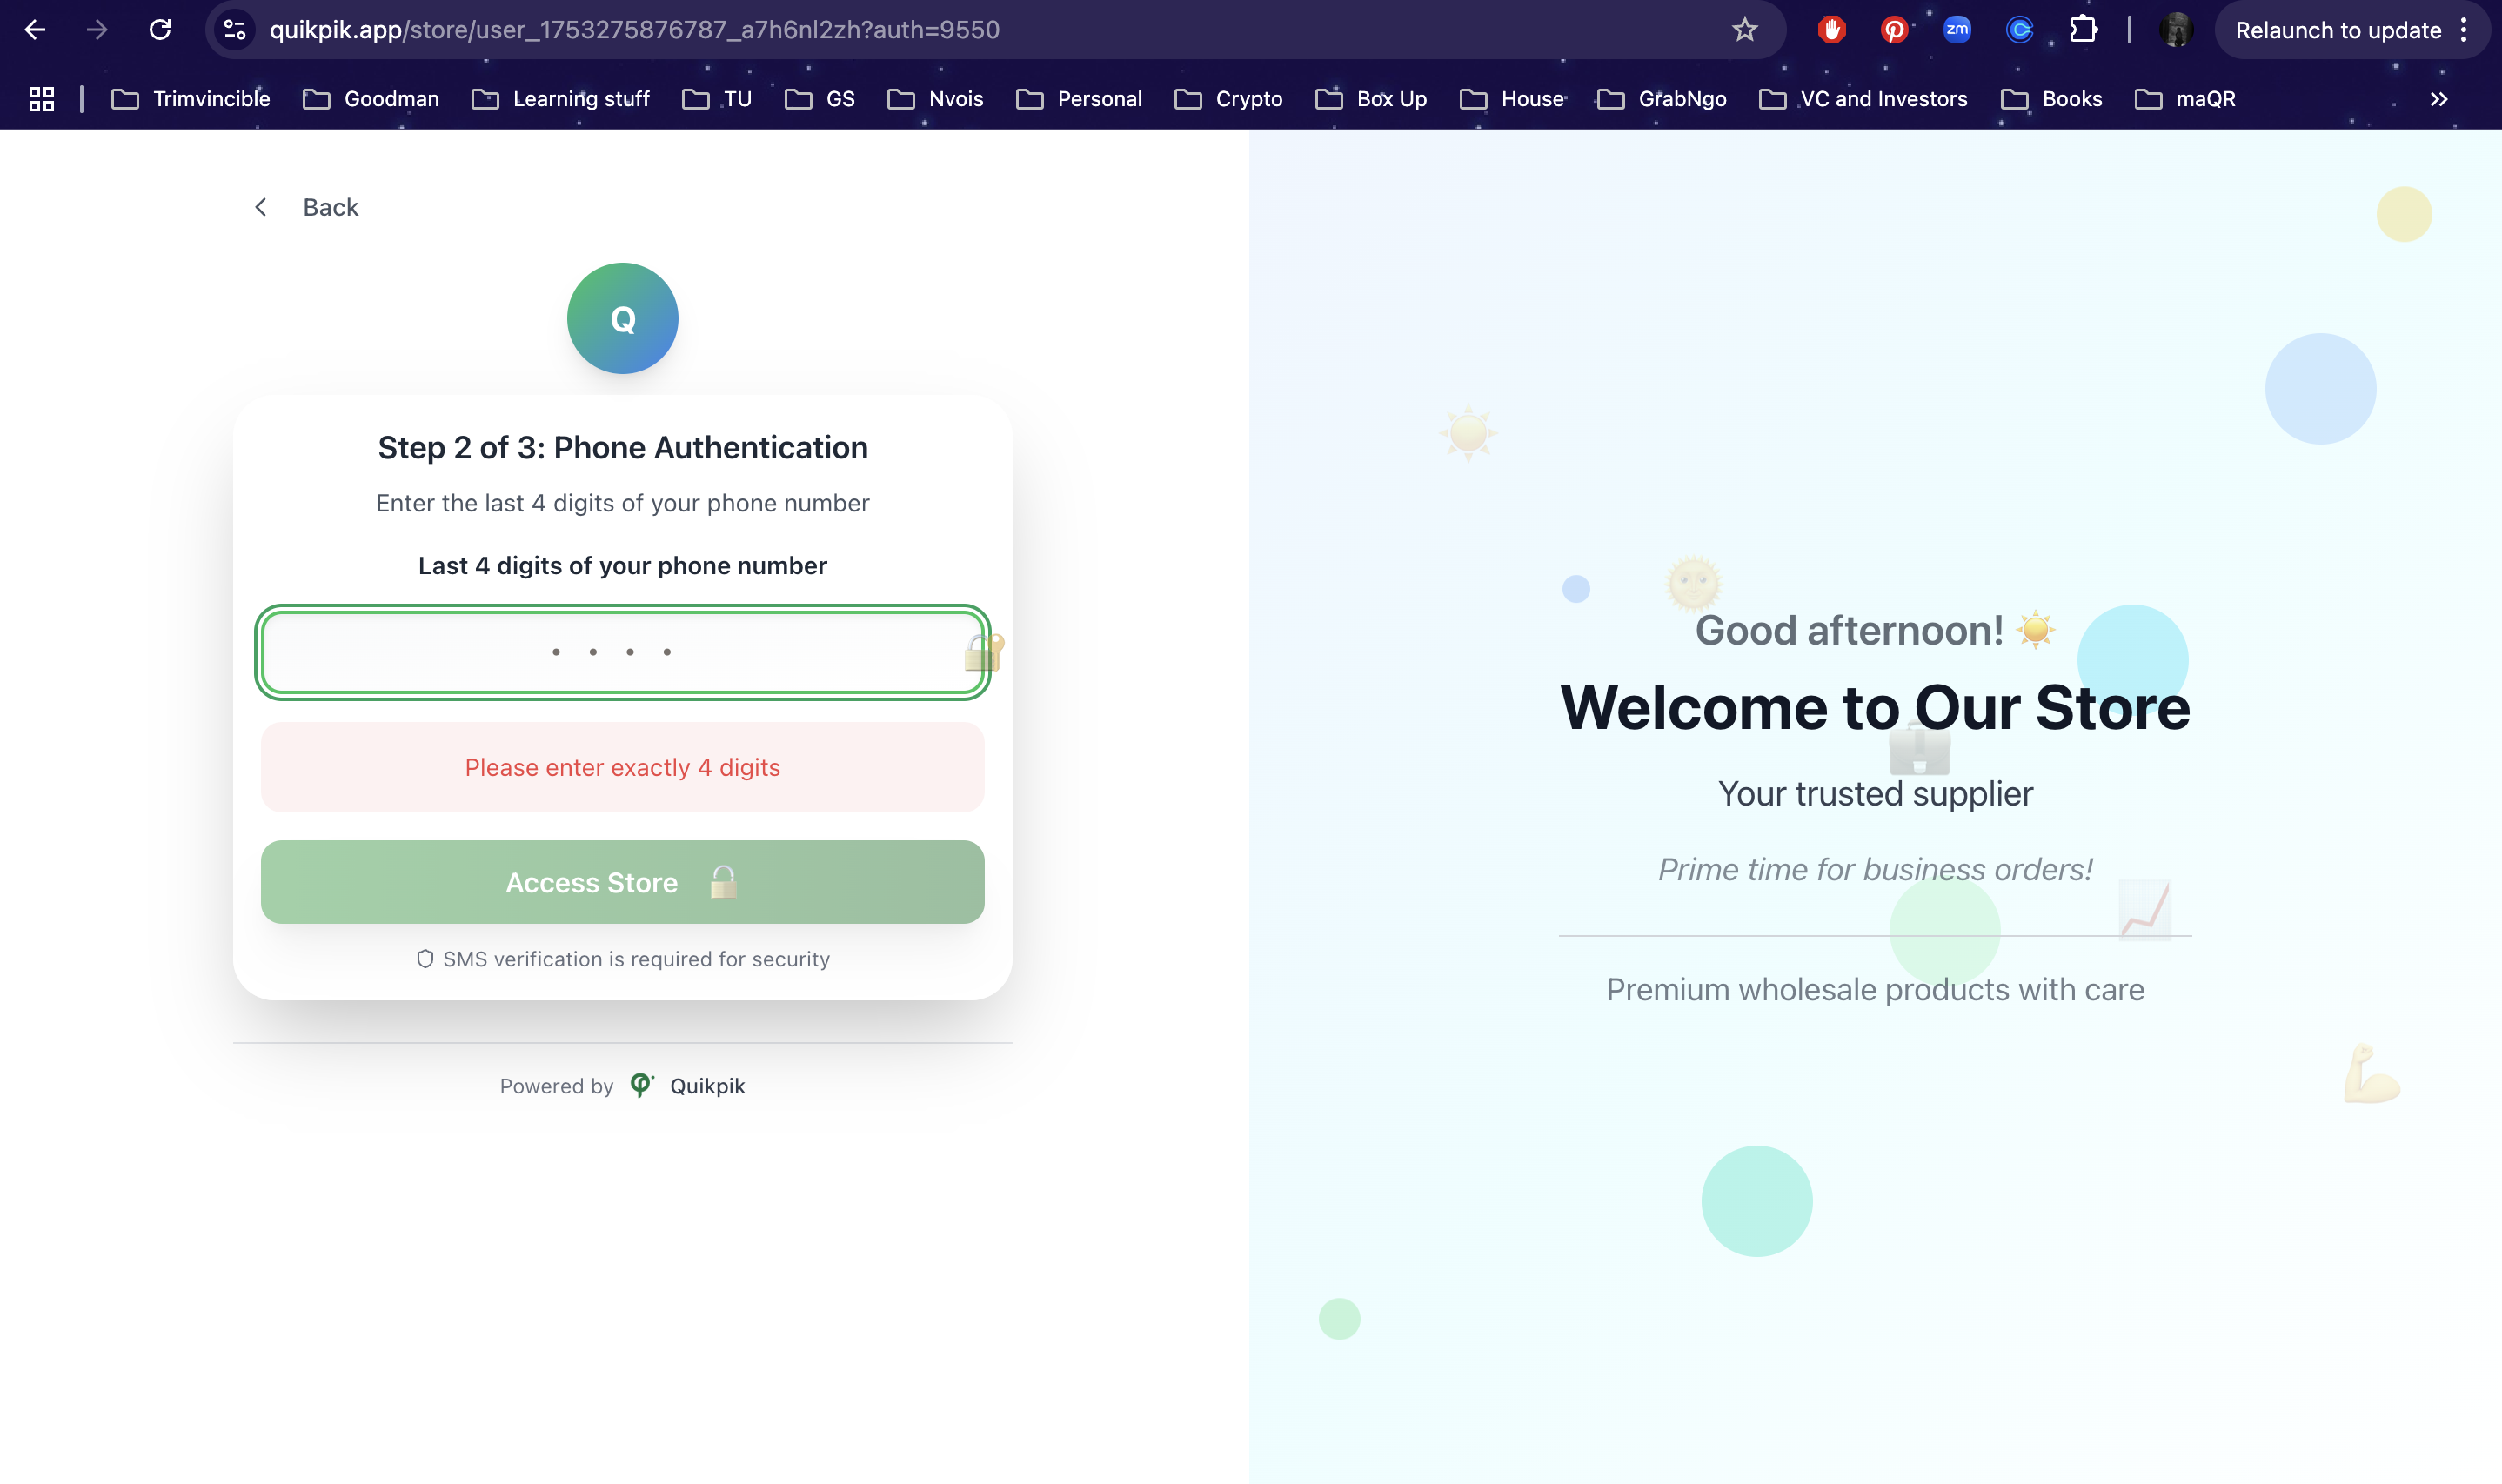 quikpik.app/store/user_1753275876787_a7h6nl2zh?auth=9550
zm
Relaunch to update
Trimvincible
Goodman
Learning stuff
TU
GS
Nvois
Personal
Crypto
Box Up
House
GrabNgo
VC and Investors
Books
maQR
Back
Q
Step 2 of 3: Phone Authentication
Enter the last 4 digits of your phone number
Last 4 digits of your phone number
• • • •
Please enter exactly 4 digits
Access Store
SMS verification is required for security
Powered by Quikpik
Good afternoon! ☀️
Welcome to Our Store
Your trusted supplier
Prime time for business orders!
Premium wholesale products with care